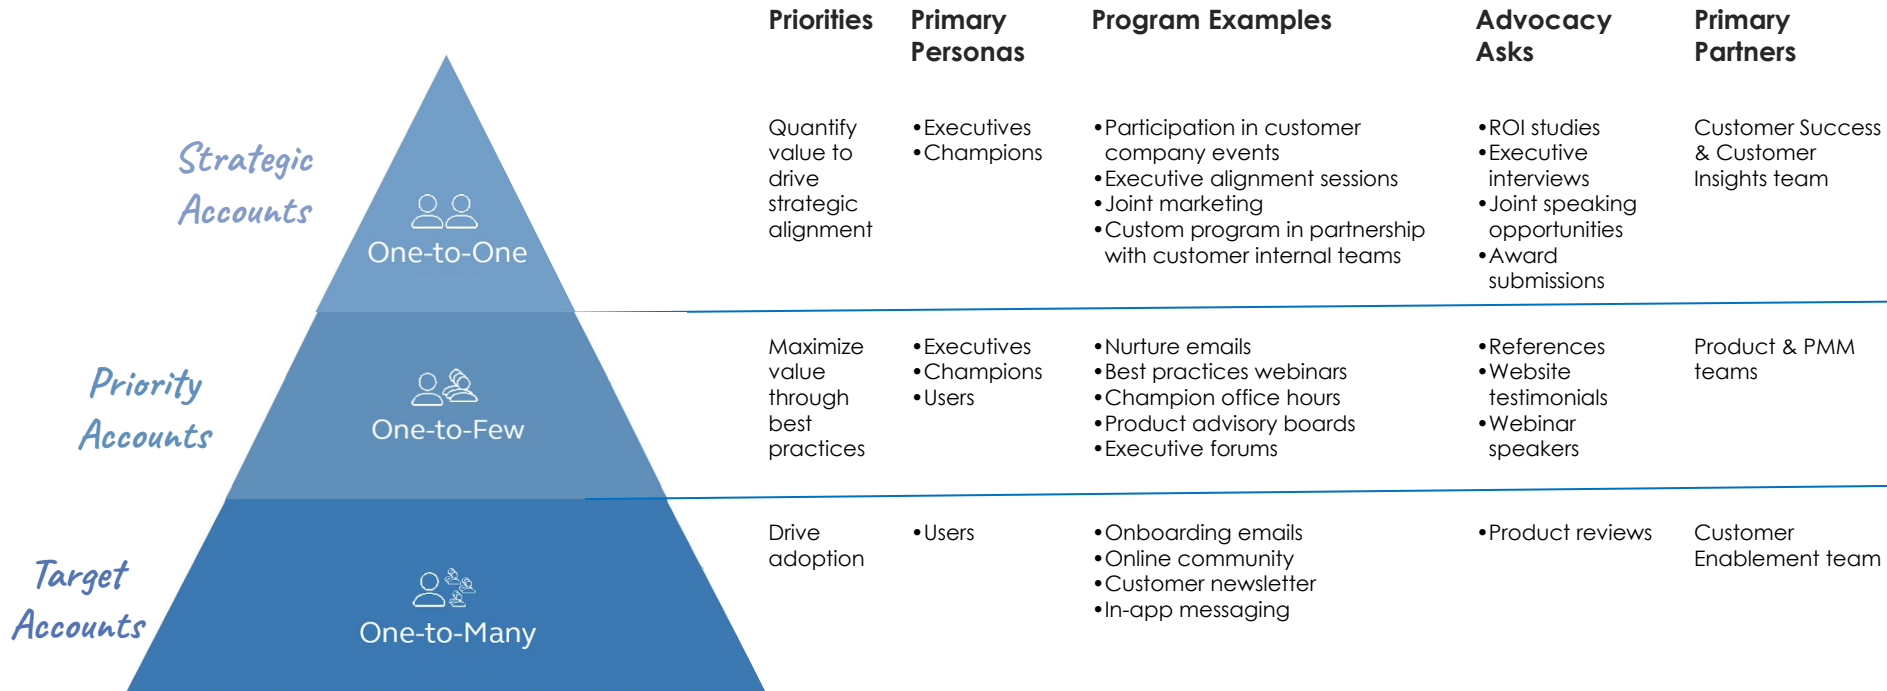 Priorities
Primary
Personas
Program Examples
Advocacy
Asks
Primary
Partners
Strategic
Accounts
One-to-One
Quantify
value to
drive
strategic
alignment
•Executives
•Champions
•Participation in customer
company events
•Executive alignment sessions
•Joint marketing
•Custom program in partnership
with customer internal teams
•ROI studies
•Executive
interviews
•Joint speaking
opportunities
•Award
submissions
Customer Success
& Customer
Insights team
Priority
Accounts
One-to-Few
Maximize
value
through
best
practices
•Executives
•Champions
•Users
•Nurture emails
•Best practices webinars
•Champion office hours
•Product advisory boards
•Executive forums
•References
•Website
testimonials
•Webinar
speakers
Product & PMM
teams
Target
Accounts
One-to-Many
Drive
adoption
•Users
•Onboarding emails
•Online community
•Customer newsletter
•In-app messaging
•Product reviews
Customer
Enablement team